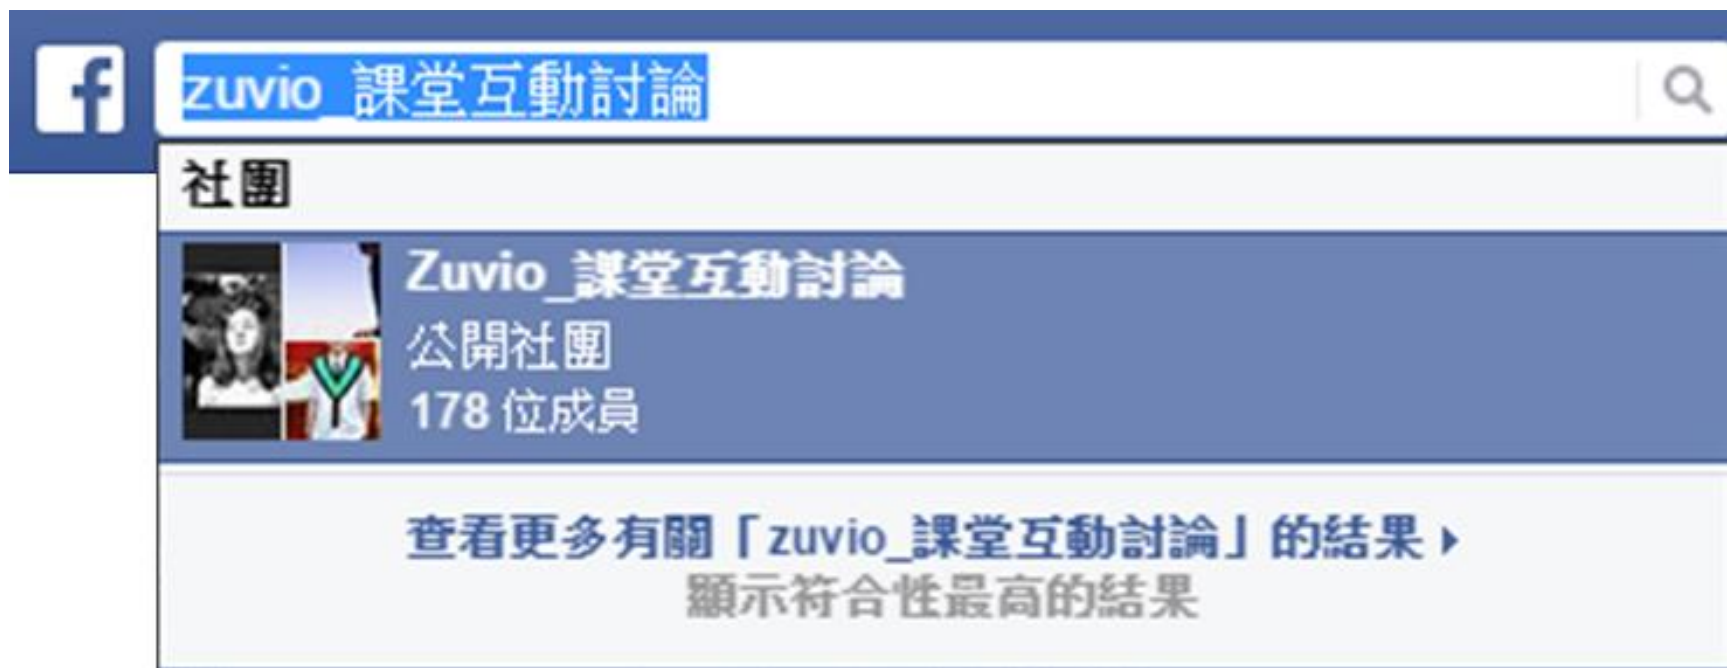 f
zuvio_課堂互動討論
社團
Zuvio_課堂互動討論
公開社團
178 位成員
查看更多有關「zuvio_課堂互動討論」的結果
顯示符合性最高的結果